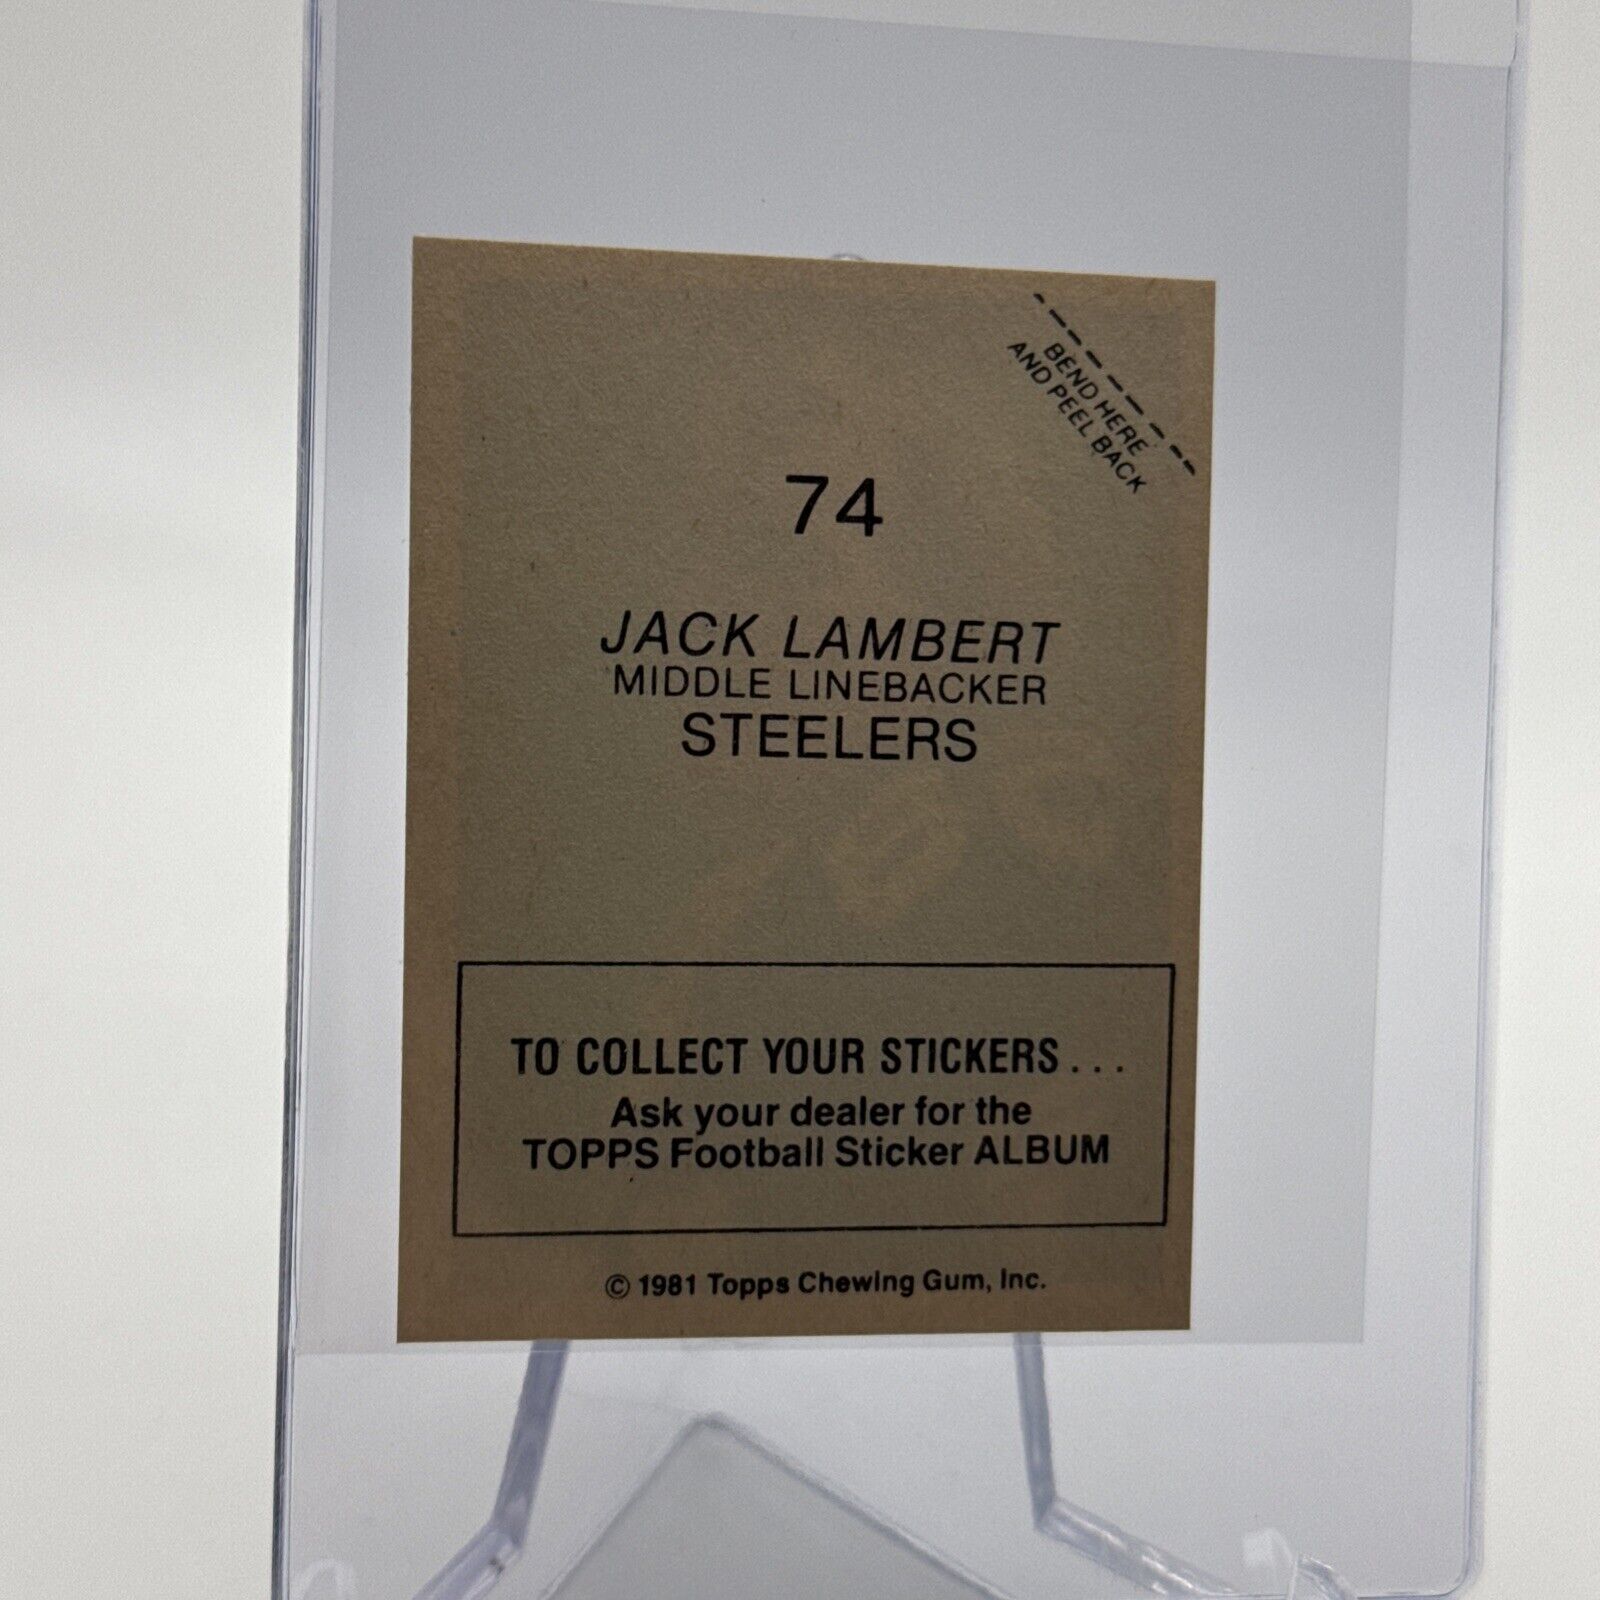 BEND HERE
AND PEEL BACK
74
JACK LAMBERT
MIDDLE LINEBACKER
STEELERS
TO COLLECT YOUR STICKERS...
Ask your dealer for the
TOPPS Football Sticker ALBUM
© 1981 Topps Chewing Gum, Inc.